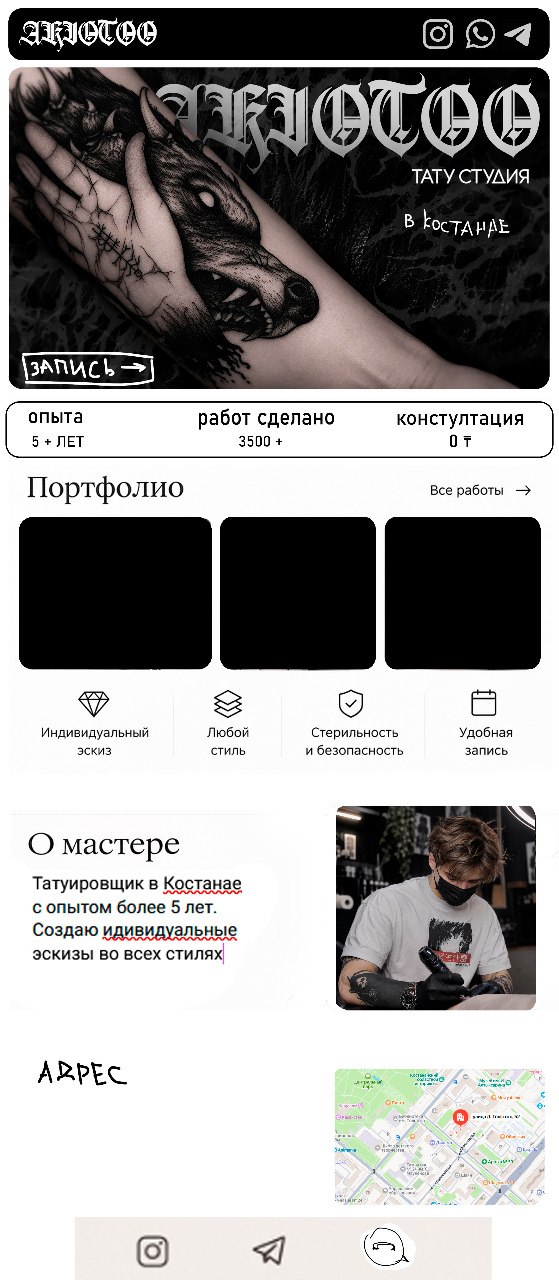 AKIOTOO
AKIOTOO
ТАТУ СТУДИЯ
В КОСТАНАЕ
ЗАПИСЬ →
опыта
5 + ЛЕТ
работ сделано
3500 +
констультация
0 ₸
Портфолио
Все работы →
Индивидуальный
эскиз
Любой
стиль
Стерильность
и безопасность
Удобная
запись
О мастере
Татуировщик в Костанае
с опытом более 5 лет.
Создаю идивидуальные
эскизы во всех стилях
АДРЕС